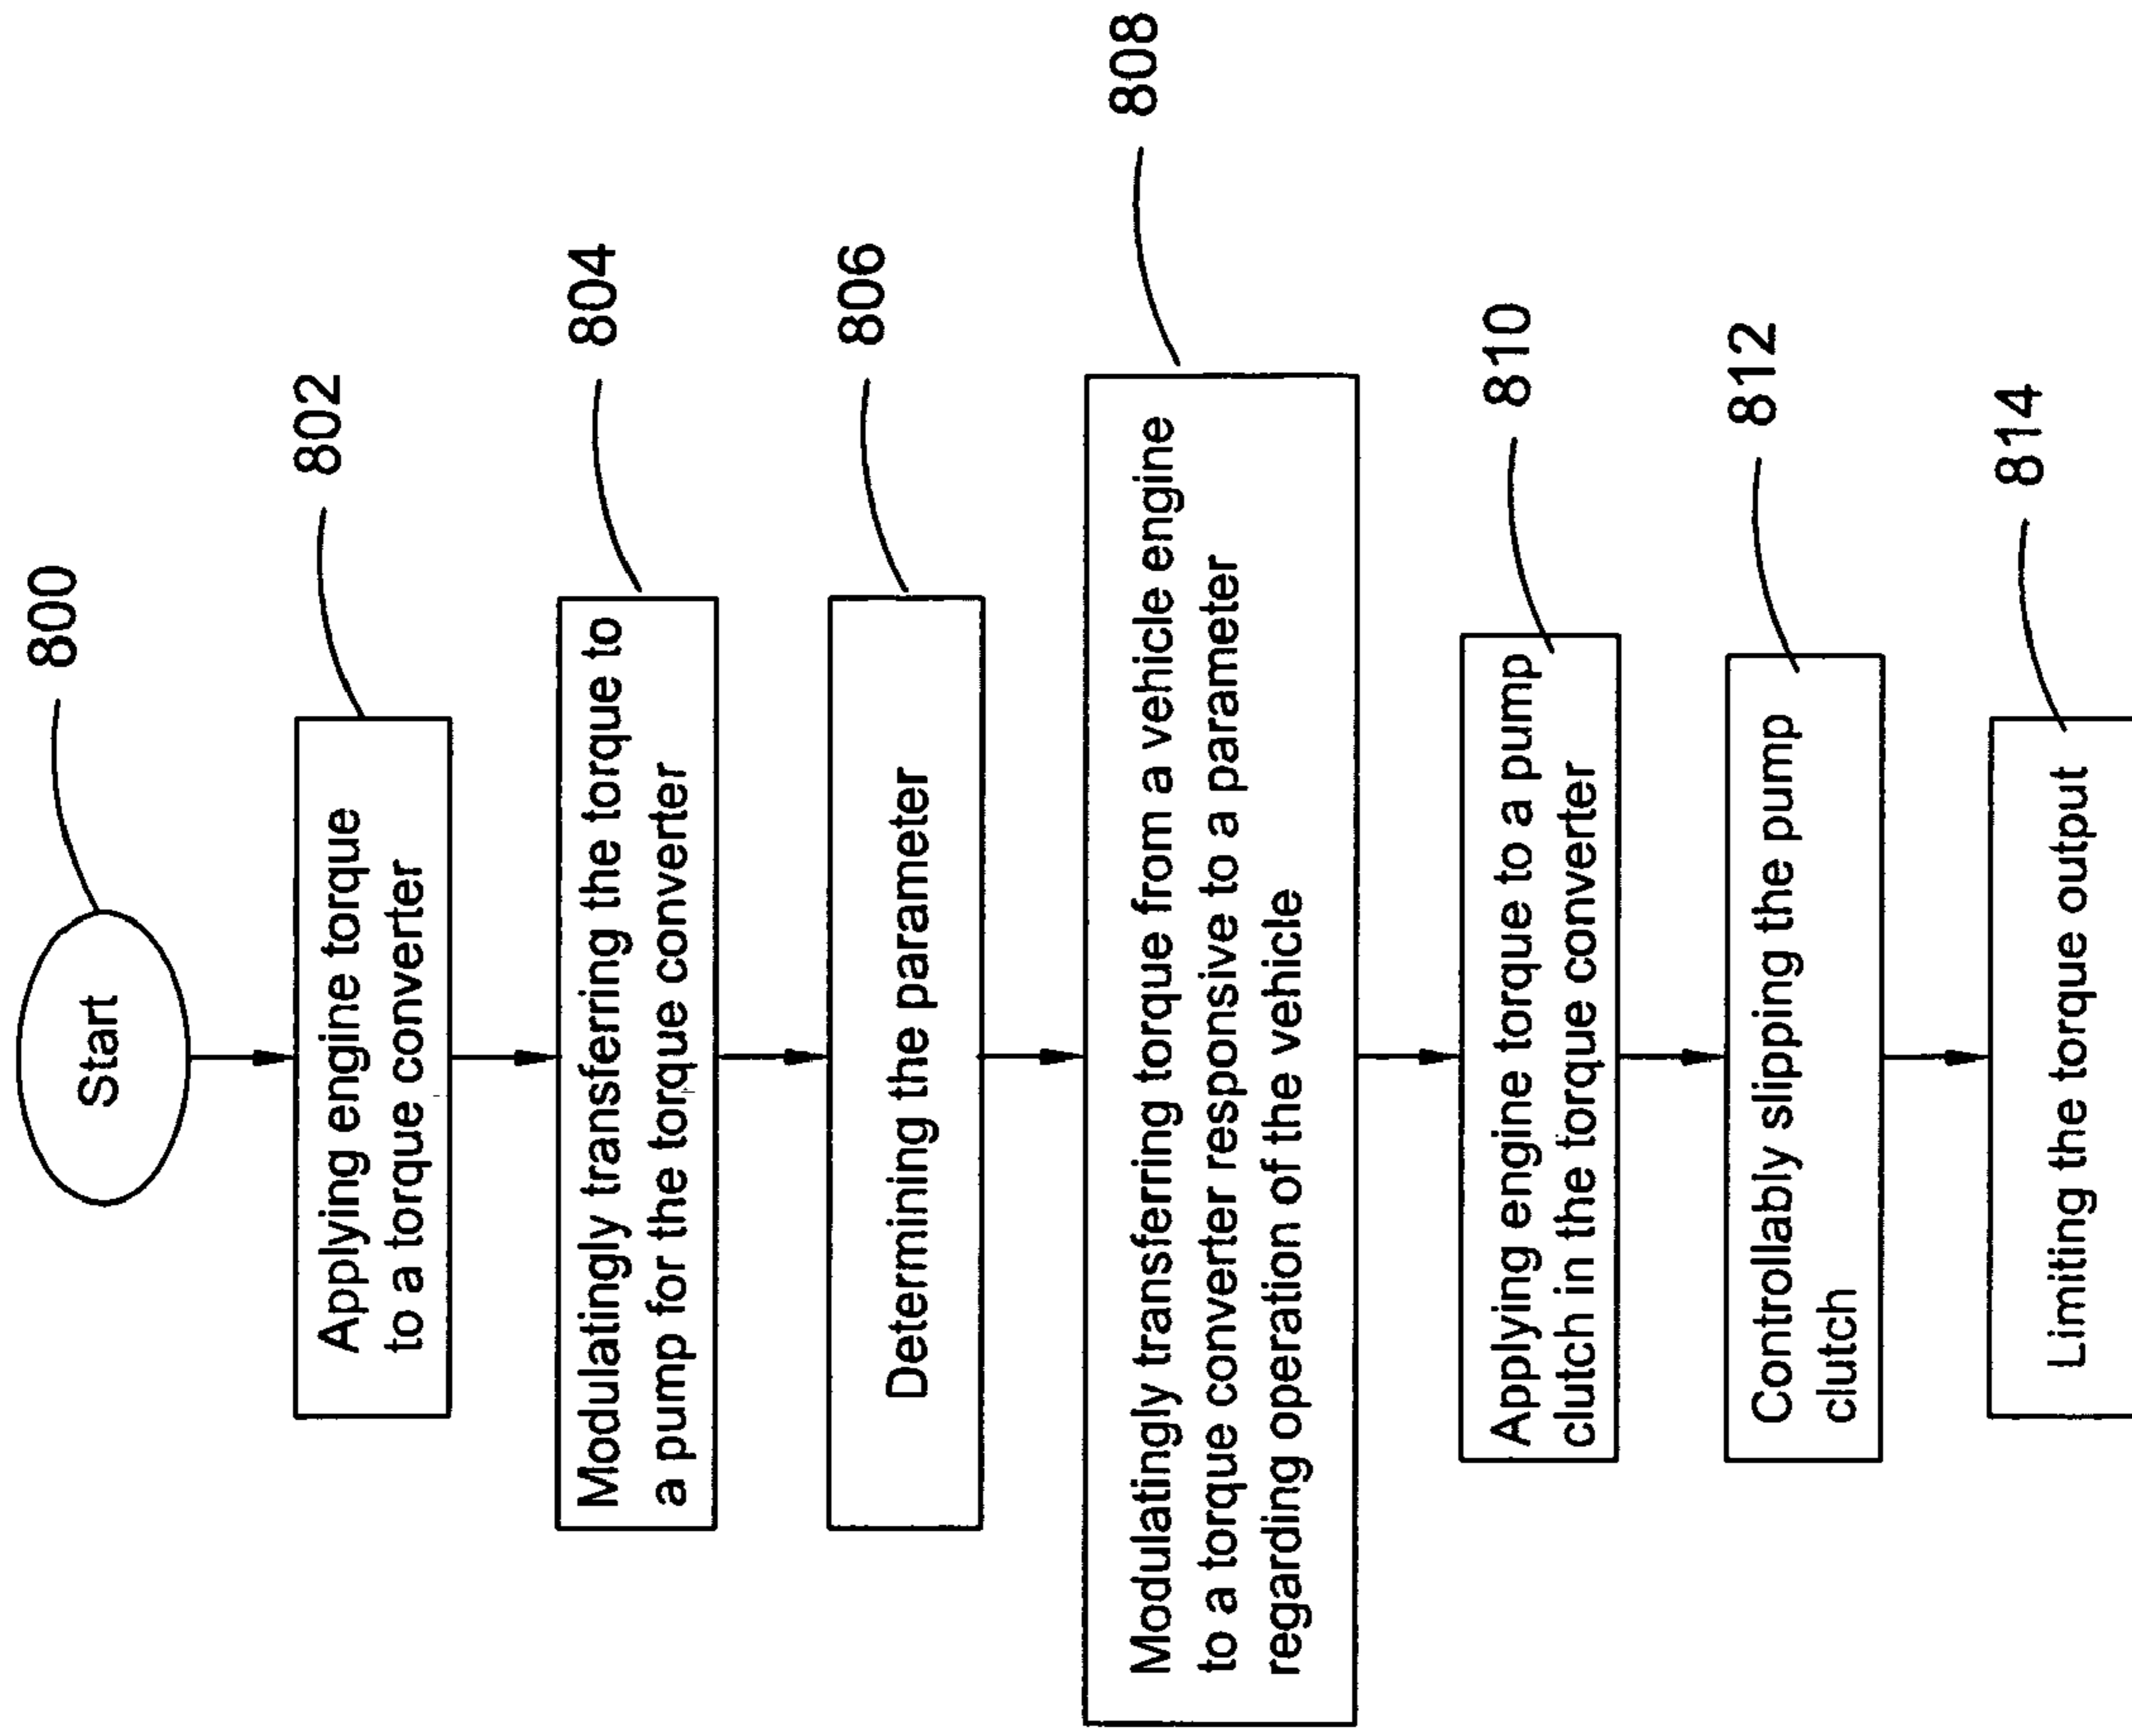 Start
800
Applying engine torque
to a torque converter
802
Modulatingly transferring the torque to
a pump for the torque converter
804
Determining the parameter
806
Modulatingly transferring torque from a vehicle engine
to a torque converter responsive to a parameter
regarding operation of the vehicle
808
Applying engine torque to a pump
clutch in the torque converter
810
Controllably slipping the pump
clutch
812
Limiting the torque output
814